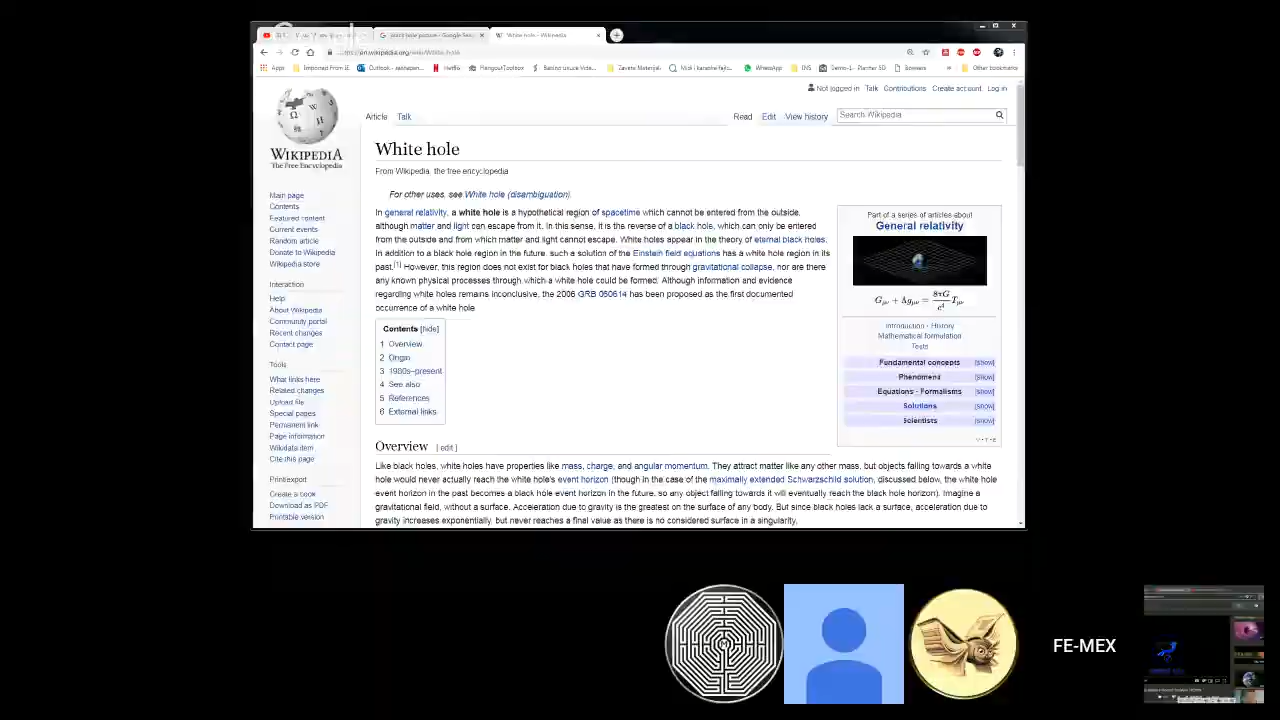 White hole - Wikipedia
Apps
Netflix
WhatsApp
Other bookmarks
Not logged in Talk Contributions Create account Log in
Article Talk
Read Edit View history Search Wikipedia
WIKIPEDIA
The Free Encyclopedia
White hole
From Wikipedia, the free encyclopedia
For other uses, see White hole (disambiguation).
In general relativity, a white hole is a hypothetical region of spacetime which cannot be entered from the outside,
although matter and light can escape from it. In this sense, it is the reverse of a black hole, which can only be entered
from the outside and from which matter and light cannot escape. White holes appear in the theory of eternal black holes.
In addition to a black hole region in the future, such a solution of the Einstein field equations has a white hole region in its
past.[1] However, this region does not exist for black holes that have formed through gravitational collapse, nor are there
any known physical processes through which a white hole could be formed. Although information and evidence
regarding white holes remains inconclusive, the 2006 GRB 060614 has been proposed as the first documented
occurrence of a white hole.
Part of a series of articles about
General relativity
Introduction · History
Mathematical formulation
Tests
Fundamental concepts [show]
Phenomena [show]
Equations · Formalisms [show]
Solutions [show]
Scientists [show]
V·T·E
Main page
Contents
Featured content
Current events
Random article
Donate to Wikipedia
Wikipedia store
Interaction
Help
About Wikipedia
Community portal
Recent changes
Contact page
Tools
What links here
Related changes
Upload file
Special pages
Permanent link
Page information
Wikidata item
Cite this page
Print/export
Create a book
Download as PDF
Printable version
Contents [hide]
1 Overview
2 Origin
3 1980s–present
4 See also
5 References
6 External links
Overview [ edit ]
Like black holes, white holes have properties like mass, charge, and angular momentum. They attract matter like any other mass, but objects falling towards a white
hole would never actually reach the white hole's event horizon (though in the case of the maximally extended Schwarzschild solution, discussed below, the white hole
event horizon in the past becomes a black hole event horizon in the future, so any object falling towards it will eventually reach the black hole horizon). Imagine a
gravitational field, without a surface. Acceleration due to gravity is the greatest on the surface of any body. But since black holes lack a surface, acceleration due to
gravity increases exponentially, but never reaches a final value as there is no considered surface in a singularity.
FE-MEX